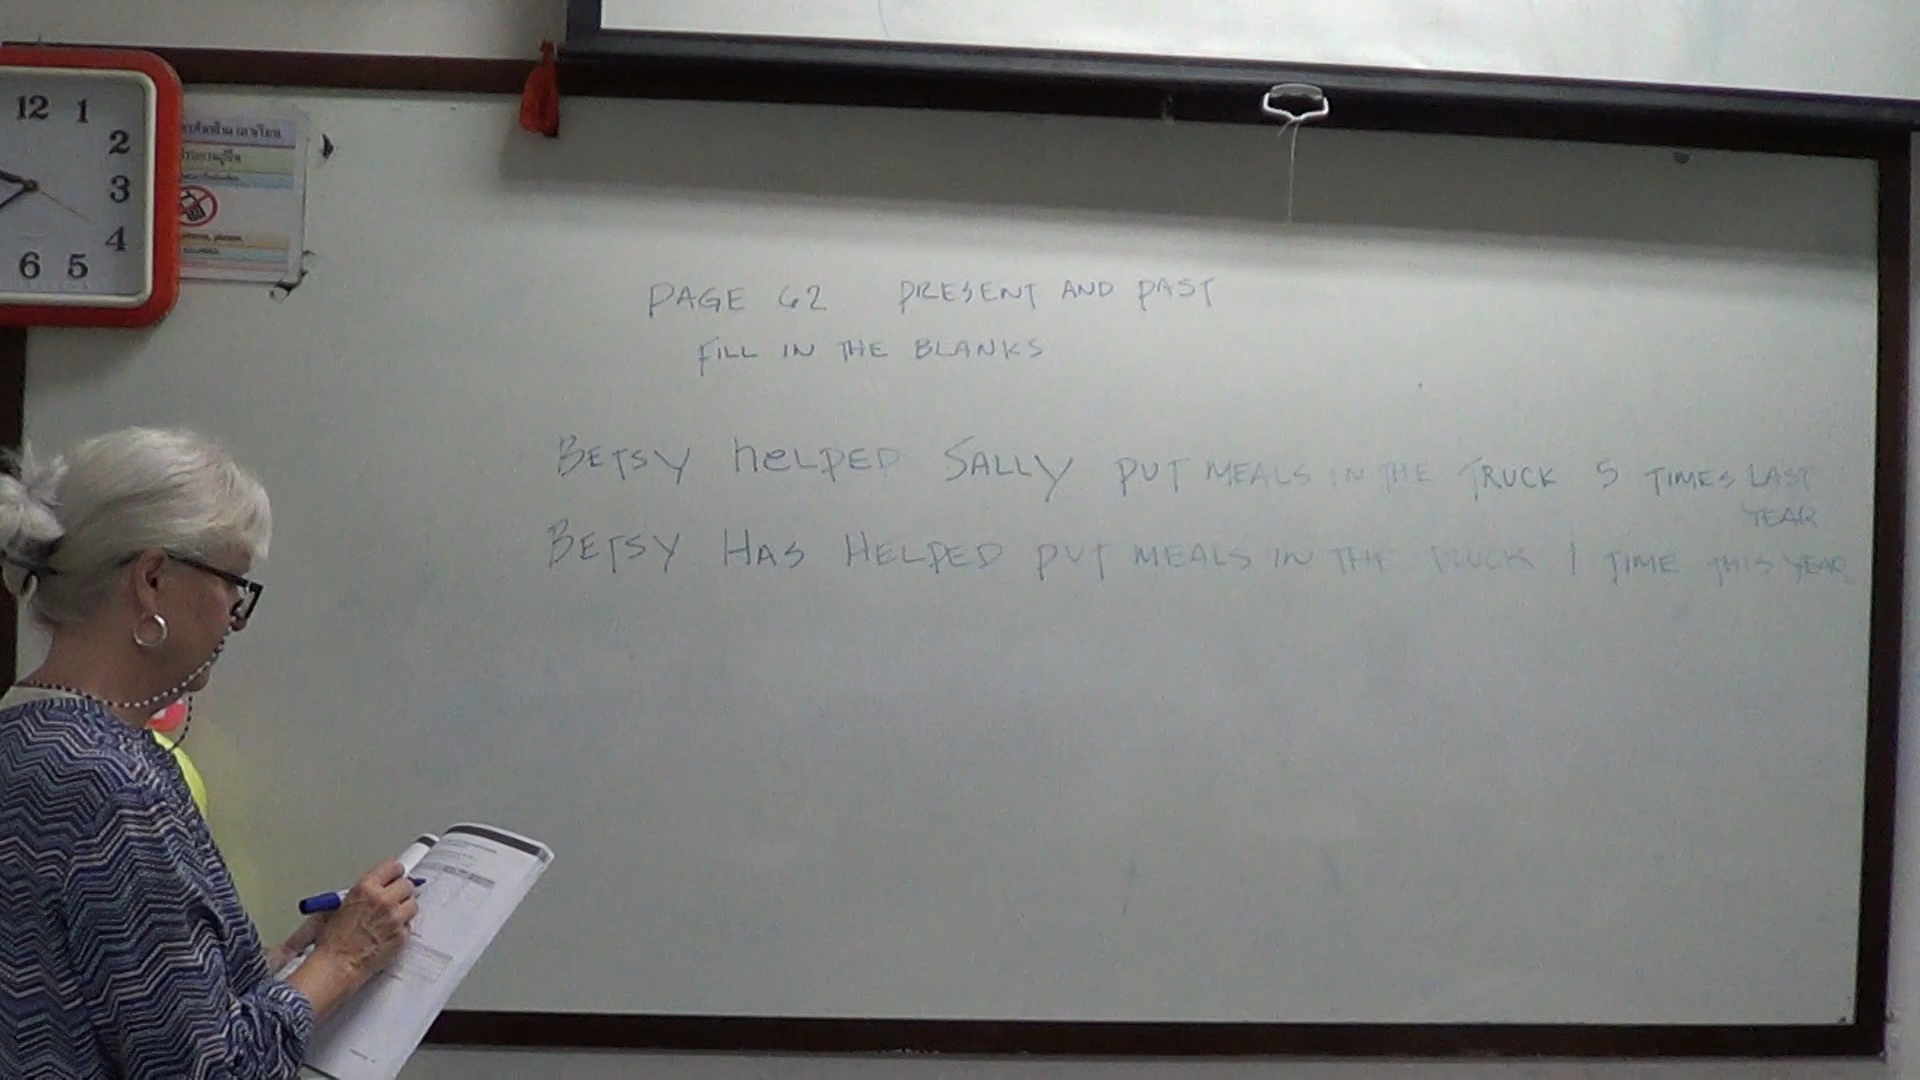 12 1
2
3
4
6 5
PAGE 62 PRESENT AND PAST
FILL IN THE BLANKS
BETSY HELPED SALLY PUT MEALS IN THE TRUCK 5 TIMES LAST
YEAR
BETSY HAS HELPED PUT MEALS IN THE TRUCK 1 TIME THIS YEAR